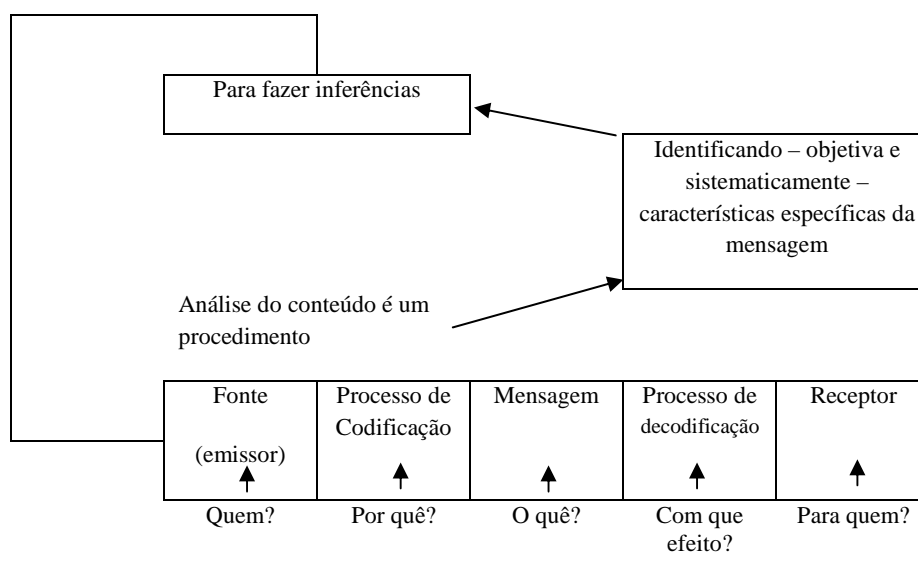 Para fazer inferências
Identificando – objetiva e
sistematicamente –
características específicas da
mensagem
Análise do conteúdo é um
procedimento
Fonte
(emissor)
Processo de
Codificação
Mensagem
Processo de
decodificação
Receptor
Quem?
Por quê?
O quê?
Com que
efeito?
Para quem?